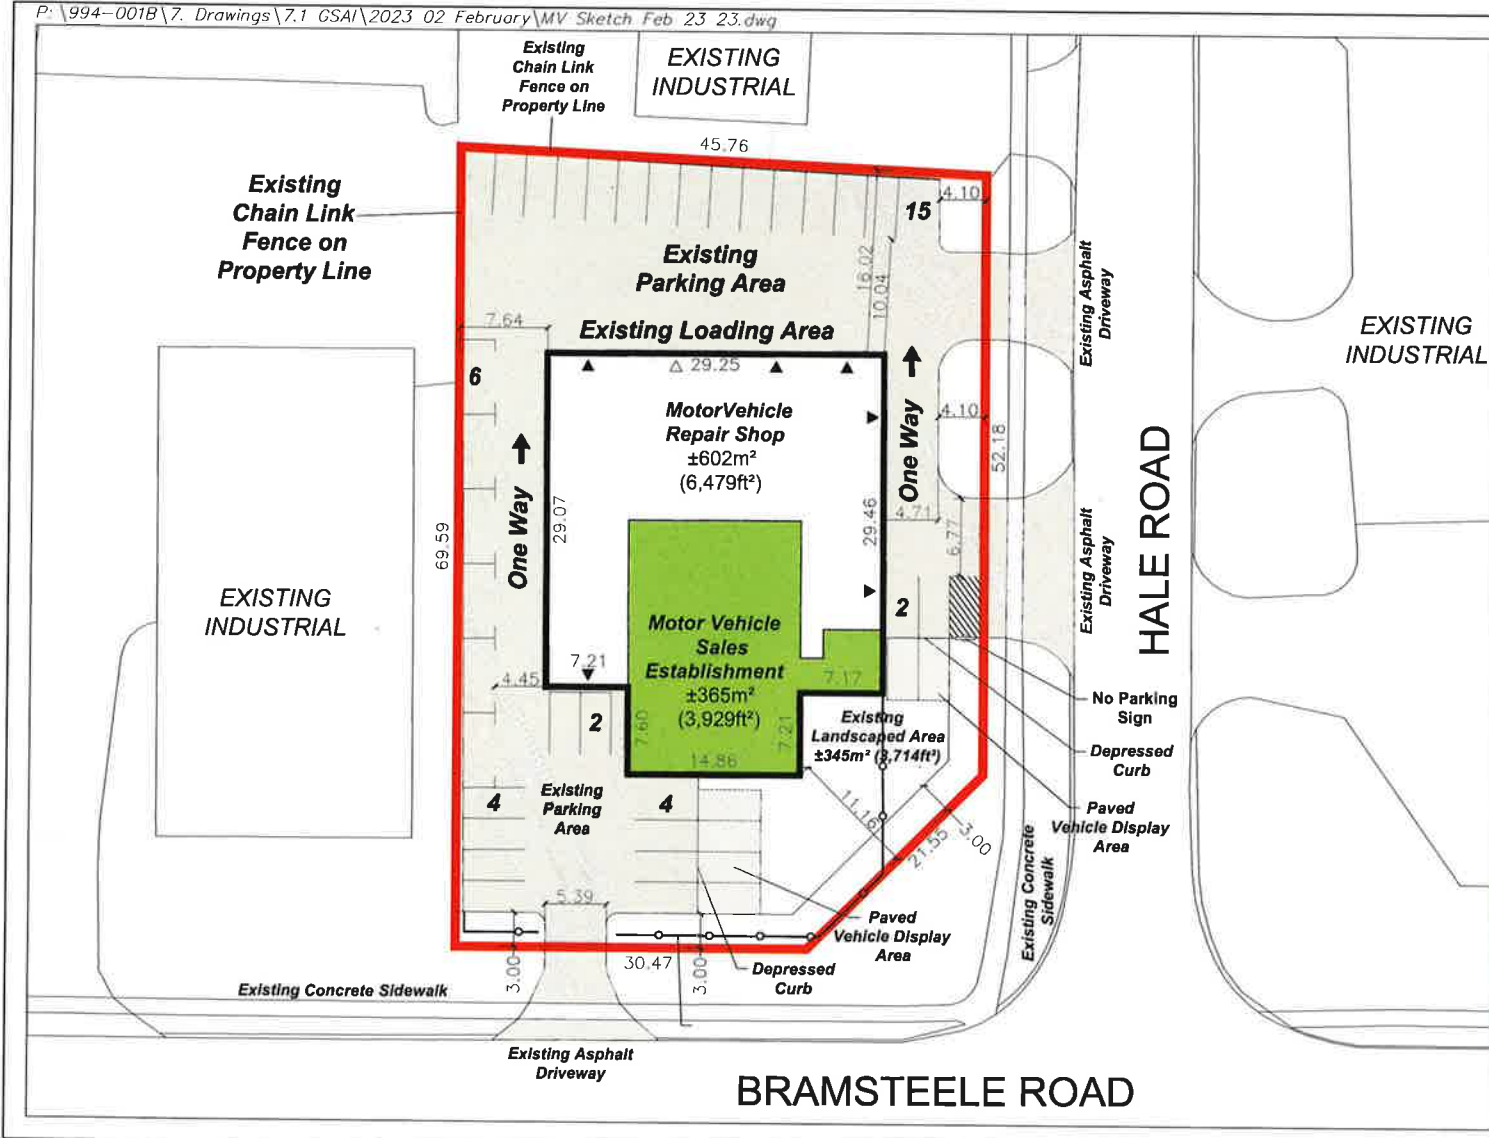 P: \994-001B\7. Drawings\7.1 GSAI\2023 02 February\MV Sketch Feb 23 23.dwg
Existing
Chain Link
Fence on
Property Line
EXISTING
INDUSTRIAL
45.76
Existing
Chain Link
Fence on
Property Line
15
4.10
Existing
Parking Area
16.02
10.04
Existing Asphalt
Driveway
EXISTING
INDUSTRIAL
7.64
Existing Loading Area
29.25
6
MotorVehicle
Repair Shop
±602m²
(6,479ft²)
One Way
One Way
4.10
52.18
HALE ROAD
69.59
29.07
29.46
4.71
6.77
Existing Asphalt
Driveway
EXISTING
INDUSTRIAL
2
Motor Vehicle
Sales
Establishment
±365m²
(3,929ft²)
7.21
4.45
7.17
No Parking
Sign
2
7.60
7.21
Existing
Landscaped Area
±345m² (3,714ft²)
14.86
Depressed
Curb
4
Existing
Parking
Area
4
11.16
21.55
3.00
Paved
Vehicle Display
Area
Existing Concrete
Sidewalk
5.39
Paved
Vehicle Display
Area
3.00
30.47
3.00
Depressed
Curb
Existing Concrete Sidewalk
Existing Asphalt
Driveway
BRAMSTEELE ROAD